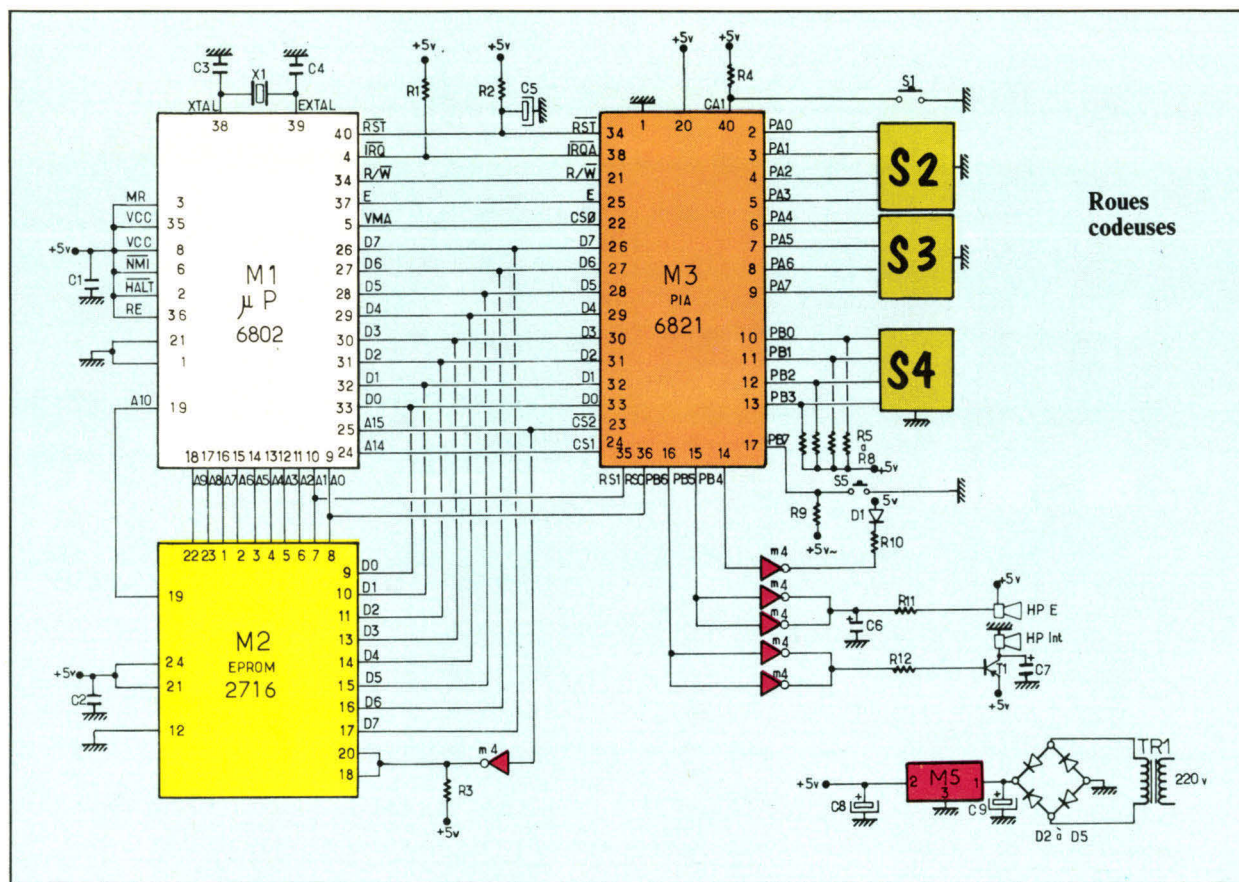 +5v
+5v
+5v
C3
X1
C4
R1
R2
C5
R4
S1
XTAL
EXTAL
CA1
38
39
1
20
40
40
RST
RST
34
2
PA0
4
IRQ
IRQA
38
3
PA1
34
R/W
R/W
21
4
PA2
37
E
E
25
5
PA3
5
VMA
CSØ
22
6
PA4
26
D7
D7
26
7
PA5
27
D6
D6
27
8
PA6
28
D5
D5
28
9
PA7
29
D4
D4
29
30
D3
D3
30
10
PB0
31
D2
D2
31
11
PB1
32
D1
D1
32
12
PB2
33
D0
D0
33
13
PB3
25
A15
CS2
23
24
A14
CS1
24
17
PB7
S2
S3
S4
Roues
codeuses
MR
3
VCC
35
+5v
VCC
8
NMI
6
C1
HALT
2
RE
36
21
1
A10
19
M1
µP
6802
M3
PIA
6821
18 17 16 15 14 13 12 11 10 9
A9 A8 A7 A6 A5 A4 A3 A2 A1 A0
35 36 16 15 14
RS1 RS0 PB6 PB5 PB4
R5
à
R8
+5v
S5
R9
+5v~
5v
D1
R10
22 23 1 2 3 4 5 6 7 8
19
M2
EPROM
2716
+5v
24
21
C2
12
9
D0
10
D1
11
D2
13
D3
14
D4
15
D5
16
D6
17
D7
20
18
m4
R3
+5v
m4
m4
m4
m4
m4
C6
R11
+5v
HP E
HP Int
R12
T1
C7
+5v
+5v
C8
2
M5
3
1
C9
D2 à D5
TR1
220v